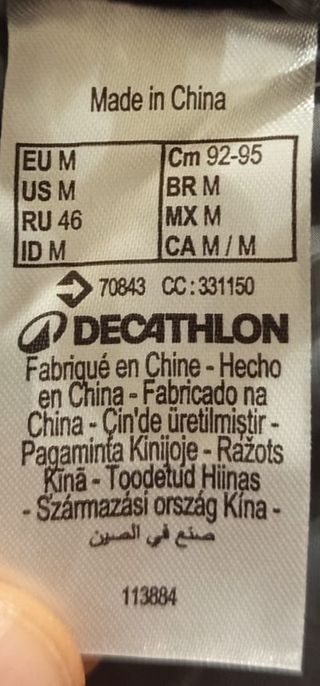 Made in China
EU M Cm 92-95
US M BR M
RU 46 MX M
ID M CA M / M
70843 CC:331150
DECATHLON
Fabriqué en Chine - Hecho
en China - Fabricado na
China - Çin'de üretilmiştir -
Pagaminta Kinijoje - Ražots
Ķīnā - Toodetud Hiinas
- Származási ország Kína -
صنع في الصين
113884